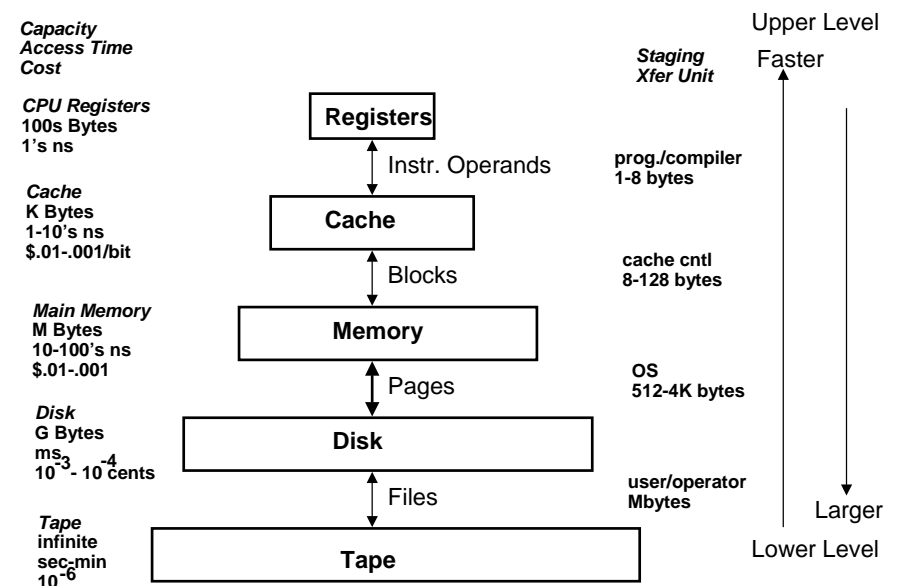 Capacity
Access Time
Cost
CPU Registers
100s Bytes
1's ns
Cache
K Bytes
1-10's ns
$.01-.001/bit
Main Memory
M Bytes
10-100's ns
$.01-.001
Disk
G Bytes
ms
10-3 - 10-4 cents
Tape
infinite
sec-min
10-6
Registers
Instr. Operands
Cache
Blocks
Memory
Pages
Disk
Files
Tape
Staging
Xfer Unit
prog./compiler
1-8 bytes
cache cntl
8-128 bytes
OS
512-4K bytes
user/operator
Mbytes
Upper Level
Faster
Larger
Lower Level